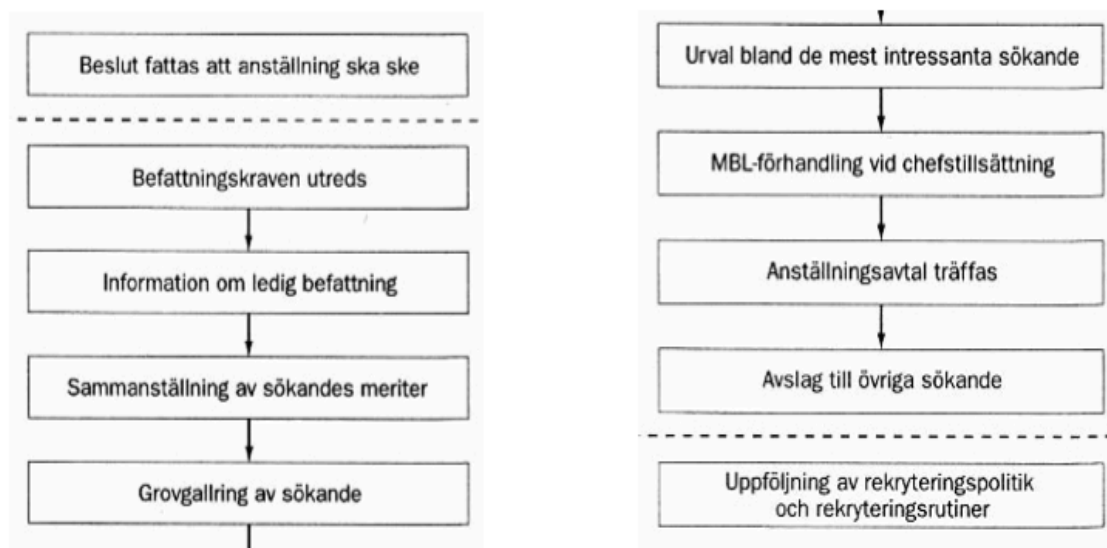 Beslut fattas att anställning ska ske
Befattningskraven utreds
Information om ledig befattning
Sammanställning av sökandes meriter
Grovgallring av sökande
Urval bland de mest intressanta sökande
MBL-förhandling vid chefstillsättning
Anställningsavtal träffas
Avslag till övriga sökande
Uppföljning av rekryteringspolitik
och rekryteringsrutiner